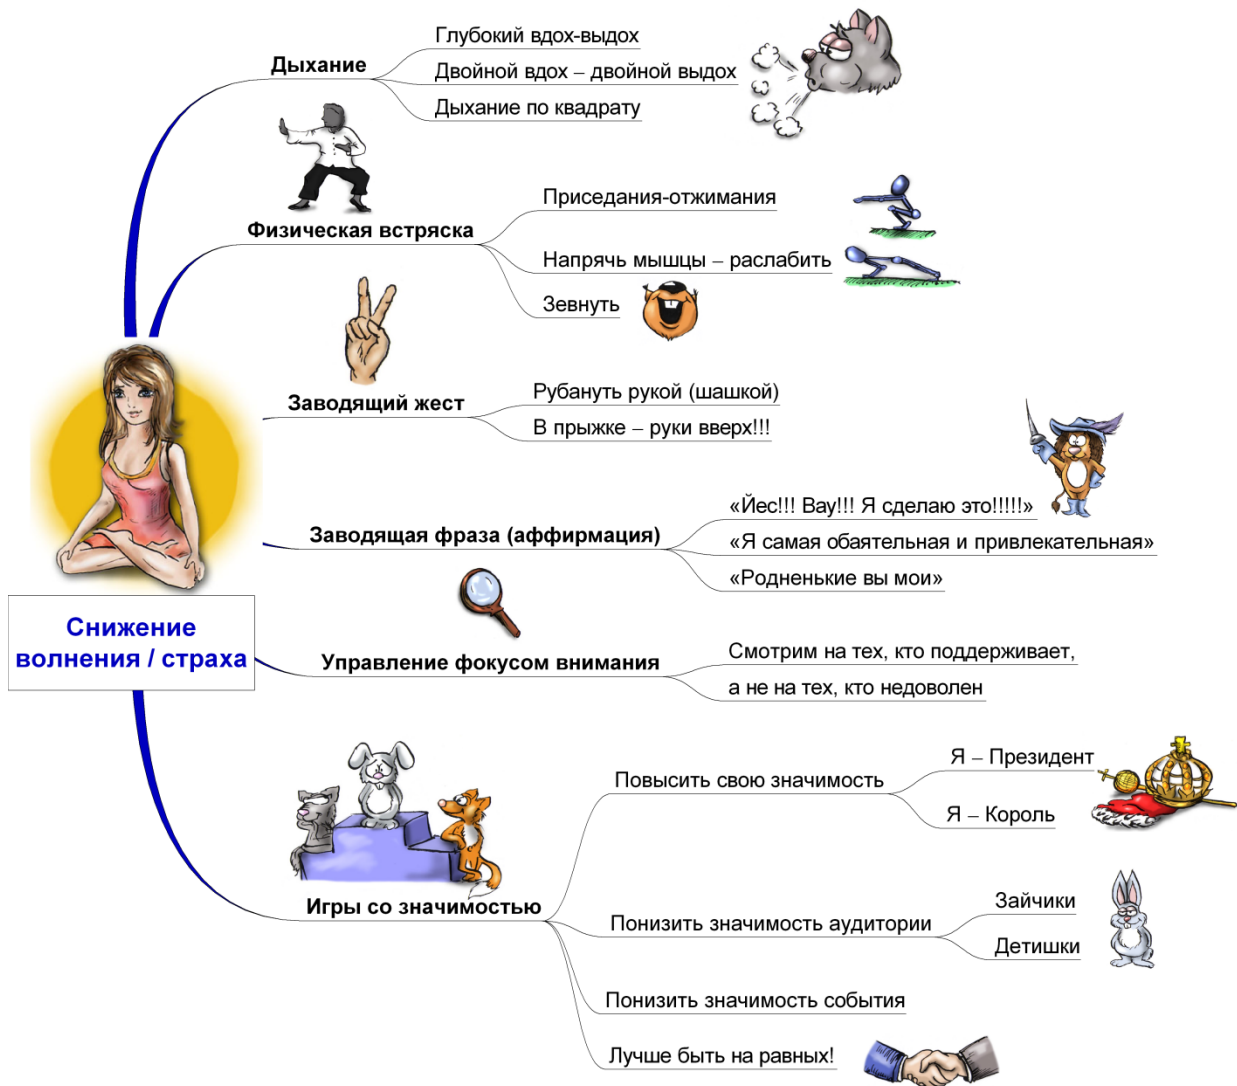 Дыхание
Глубокий вдох-выдох
Двойной вдох – двойной выдох
Дыхание по квадрату
Физическая встряска
Приседания-отжимания
Напрячь мышцы – раслабить
Зевнуть
Заводящий жест
Рубануть рукой (шашкой)
В прыжке – руки вверх!!!
Заводящая фраза (аффирмация)
«Йес!!! Вау!!! Я сделаю это!!!!!»
«Я самая обаятельная и привлекательная»
«Родненькие вы мои»
Снижение
волнения / страха
Управление фокусом внимания
Смотрим на тех, кто поддерживает,
а не на тех, кто недоволен
Игры со значимостью
Повысить свою значимость
Я – Президент
Я – Король
Понизить значимость аудитории
Зайчики
Детишки
Понизить значимость события
Лучше быть на равных!